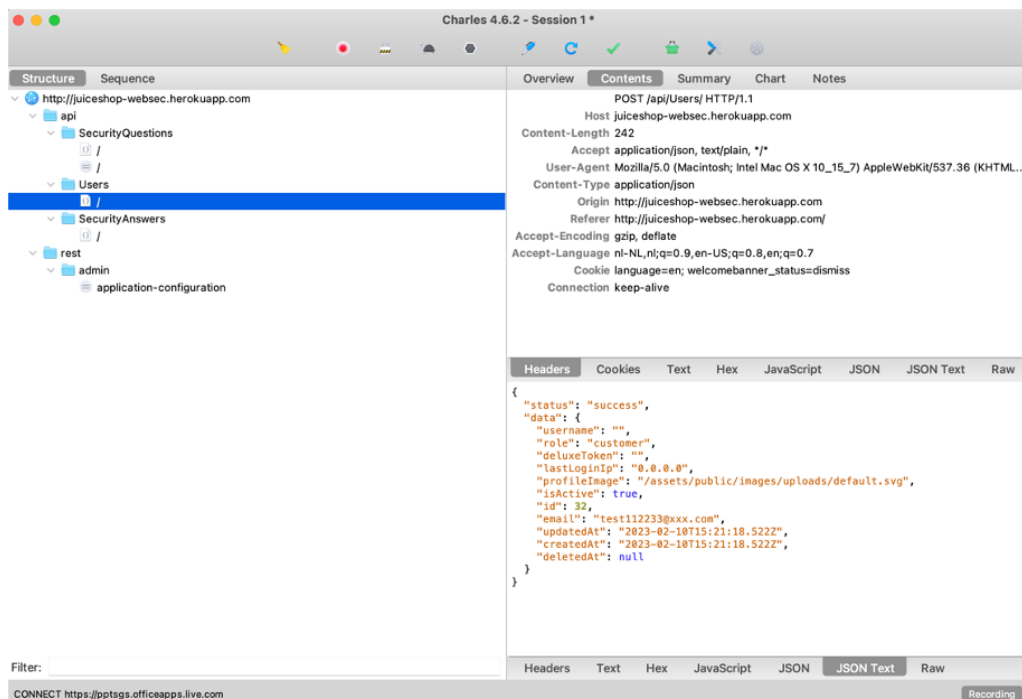 Charles 4.6.2 - Session 1 *
Structure Sequence
http://juiceshop-websec.herokuapp.com
api
SecurityQuestions
/
/
Users
/
SecurityAnswers
/
rest
admin
application-configuration
Filter:
Overview Contents Summary Chart Notes
POST /api/Users/ HTTP/1.1
Host juiceshop-websec.herokuapp.com
Content-Length 242
Accept application/json, text/plain, */*
User-Agent Mozilla/5.0 (Macintosh; Intel Mac OS X 10_15_7) AppleWebKit/537.36 (KHTML...
Content-Type application/json
Origin http://juiceshop-websec.herokuapp.com
Referer http://juiceshop-websec.herokuapp.com/
Accept-Encoding gzip, deflate
Accept-Language nl-NL,nl;q=0.9,en-US;q=0.8,en;q=0.7
Cookie language=en; welcomebanner_status=dismiss
Connection keep-alive
Headers Cookies Text Hex JavaScript JSON JSON Text Raw
{
"status": "success",
"data": {
"username": "",
"role": "customer",
"deluxeToken": "",
"lastLoginIp": "0.0.0.0",
"profileImage": "/assets/public/images/uploads/default.svg",
"isActive": true,
"id": 32,
"email": "test112233@xxx.com",
"updatedAt": "2023-02-10T15:21:18.522Z",
"createdAt": "2023-02-10T15:21:18.522Z",
"deletedAt": null
}
}
Headers Text Hex JavaScript JSON JSON Text Raw
CONNECT https://pptsgs.officeapps.live.com
Recording